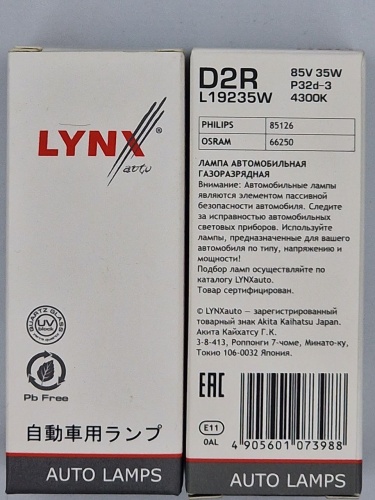 LYNX®
auto
QUARTZ GLASS
UV
Pb Free
自動車用ランプ
AUTO LAMPS
D2R
85V 35W
P32d-3
L19235W
4300K
PHILIPS 85126
OSRAM 66250
ЛАМПА АВТОМОБИЛЬНАЯ
ГАЗОРАЗРЯДНАЯ
Внимание: Автомобильные лампы
являются элементом пассивной
безопасности автомобиля. Следите
за исправностью автомобильных
световых приборов. Используйте
лампы, предназначенные для вашего
автомобиля по типу, напряжению и
мощности!
Подбор ламп осуществляйте по
каталогу LYNXauto.
Товар сертифицирован.
© LYNXauto – зарегистрированный
товарный знак Akita Kaihatsu Japan.
Акита Кайхатсу Г.К.
3-8-413, Роппонги 7-чоме, Минато-ку,
Токио 106-0032 Япония.
EAC
E11
0AL
4 905601 073988
AUTO LAMPS